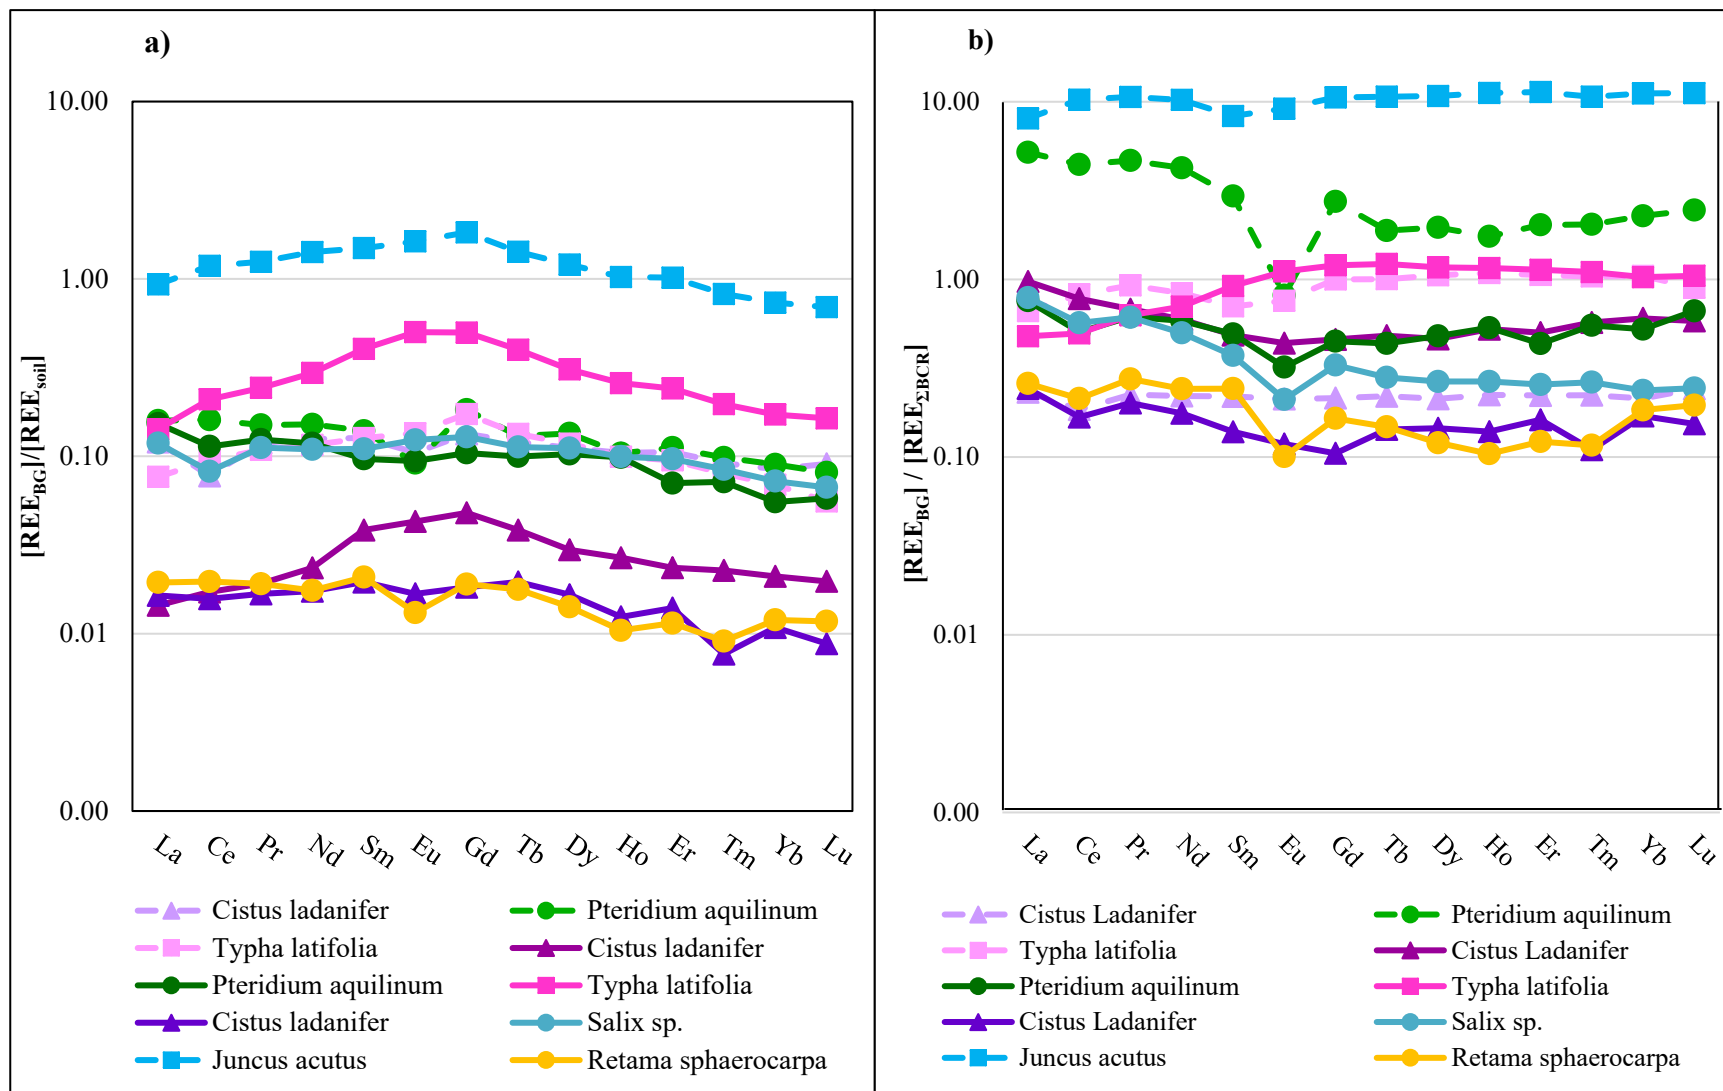 a)
10.00
1.00
0.10
0.01
0.00
[REE_BG]/[REE_soil]
La Ce Pr Nd Sm Eu Gd Tb Dy Ho Er Tm Yb Lu
Cistus ladanifer Pteridium aquilinum
Typha latifolia Cistus ladanifer
Pteridium aquilinum Typha latifolia
Cistus ladanifer Salix sp.
Juncus acutus Retama sphaerocarpa
b)
10.00
1.00
0.10
0.01
0.00
[REE_BG] / [REE_ΣBCR]
La Ce Pr Nd Sm Eu Gd Tb Dy Ho Er Tm Yb Lu
Cistus Ladanifer Pteridium aquilinum
Typha latifolia Cistus Ladanifer
Pteridium aquilinum Typha latifolia
Cistus Ladanifer Salix sp.
Juncus acutus Retama sphaerocarpa